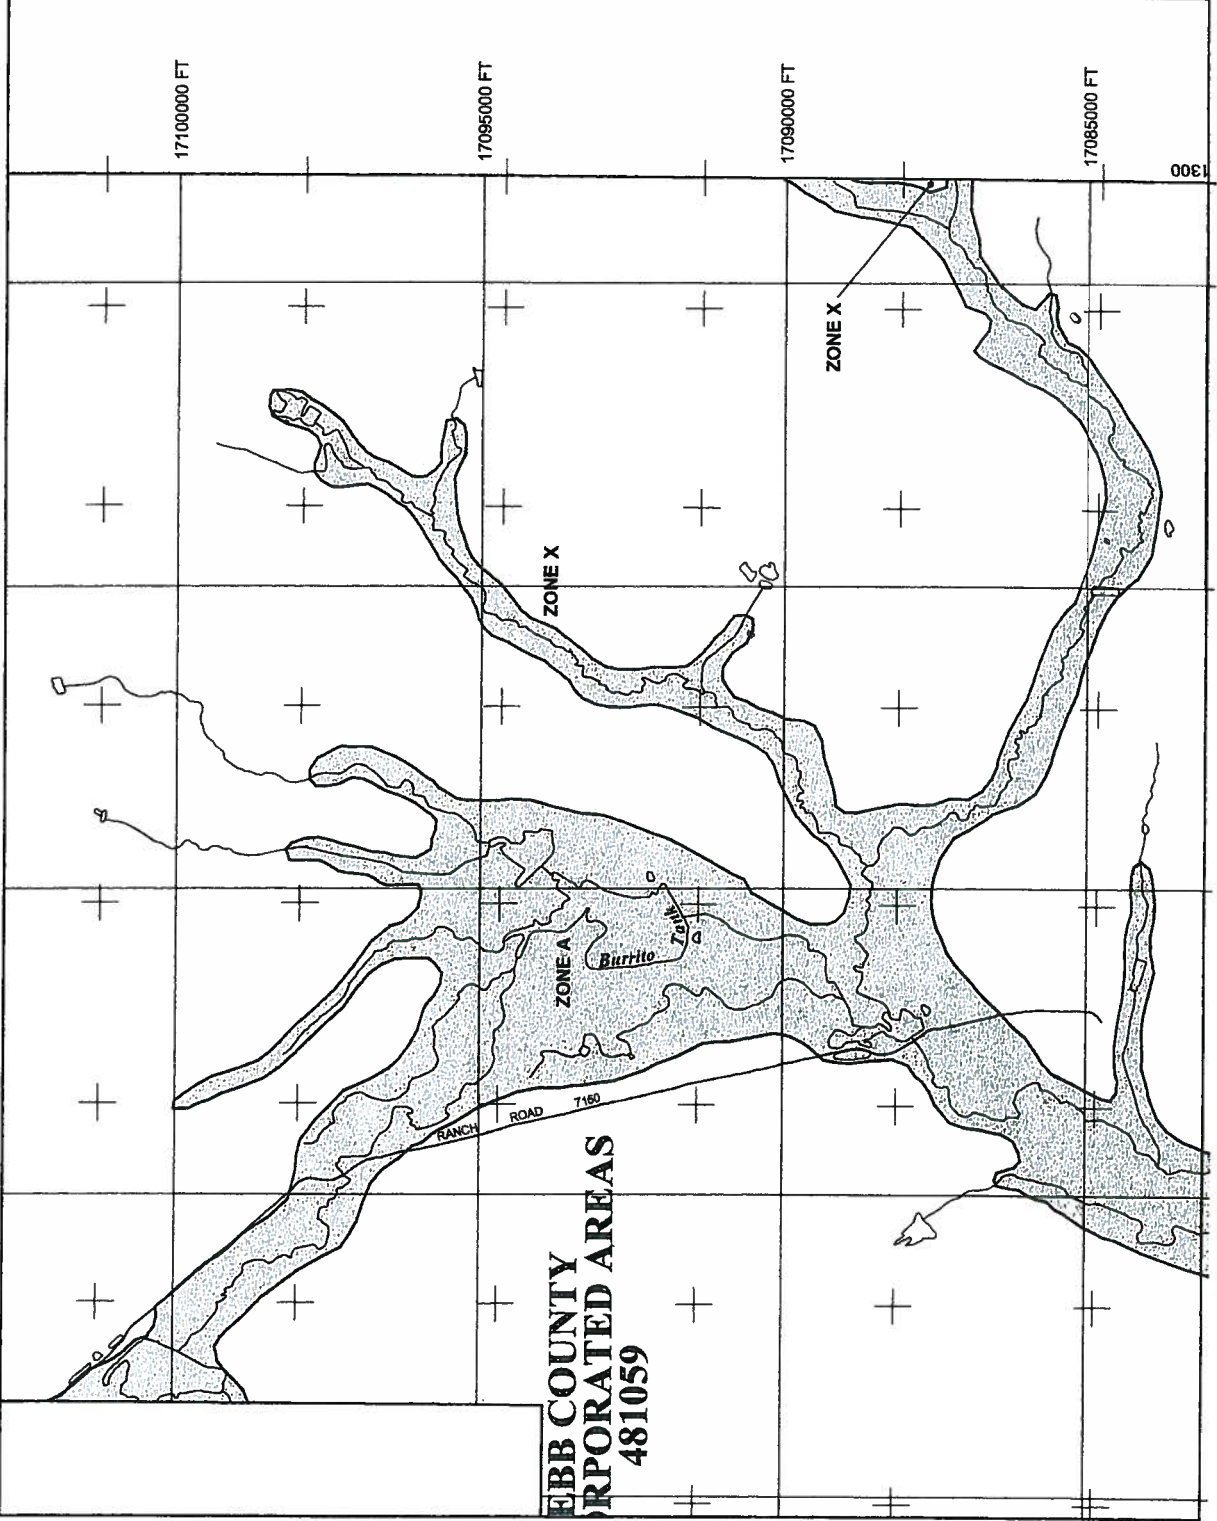 17100000 FT
17095000 FT
17090000 FT
17085000 FT
1300
ZONE X
ZONE X
ZONE A
Burrito
Tank
RANCH ROAD 7150
EBB COUNTY
ORPORATED AREAS
481059